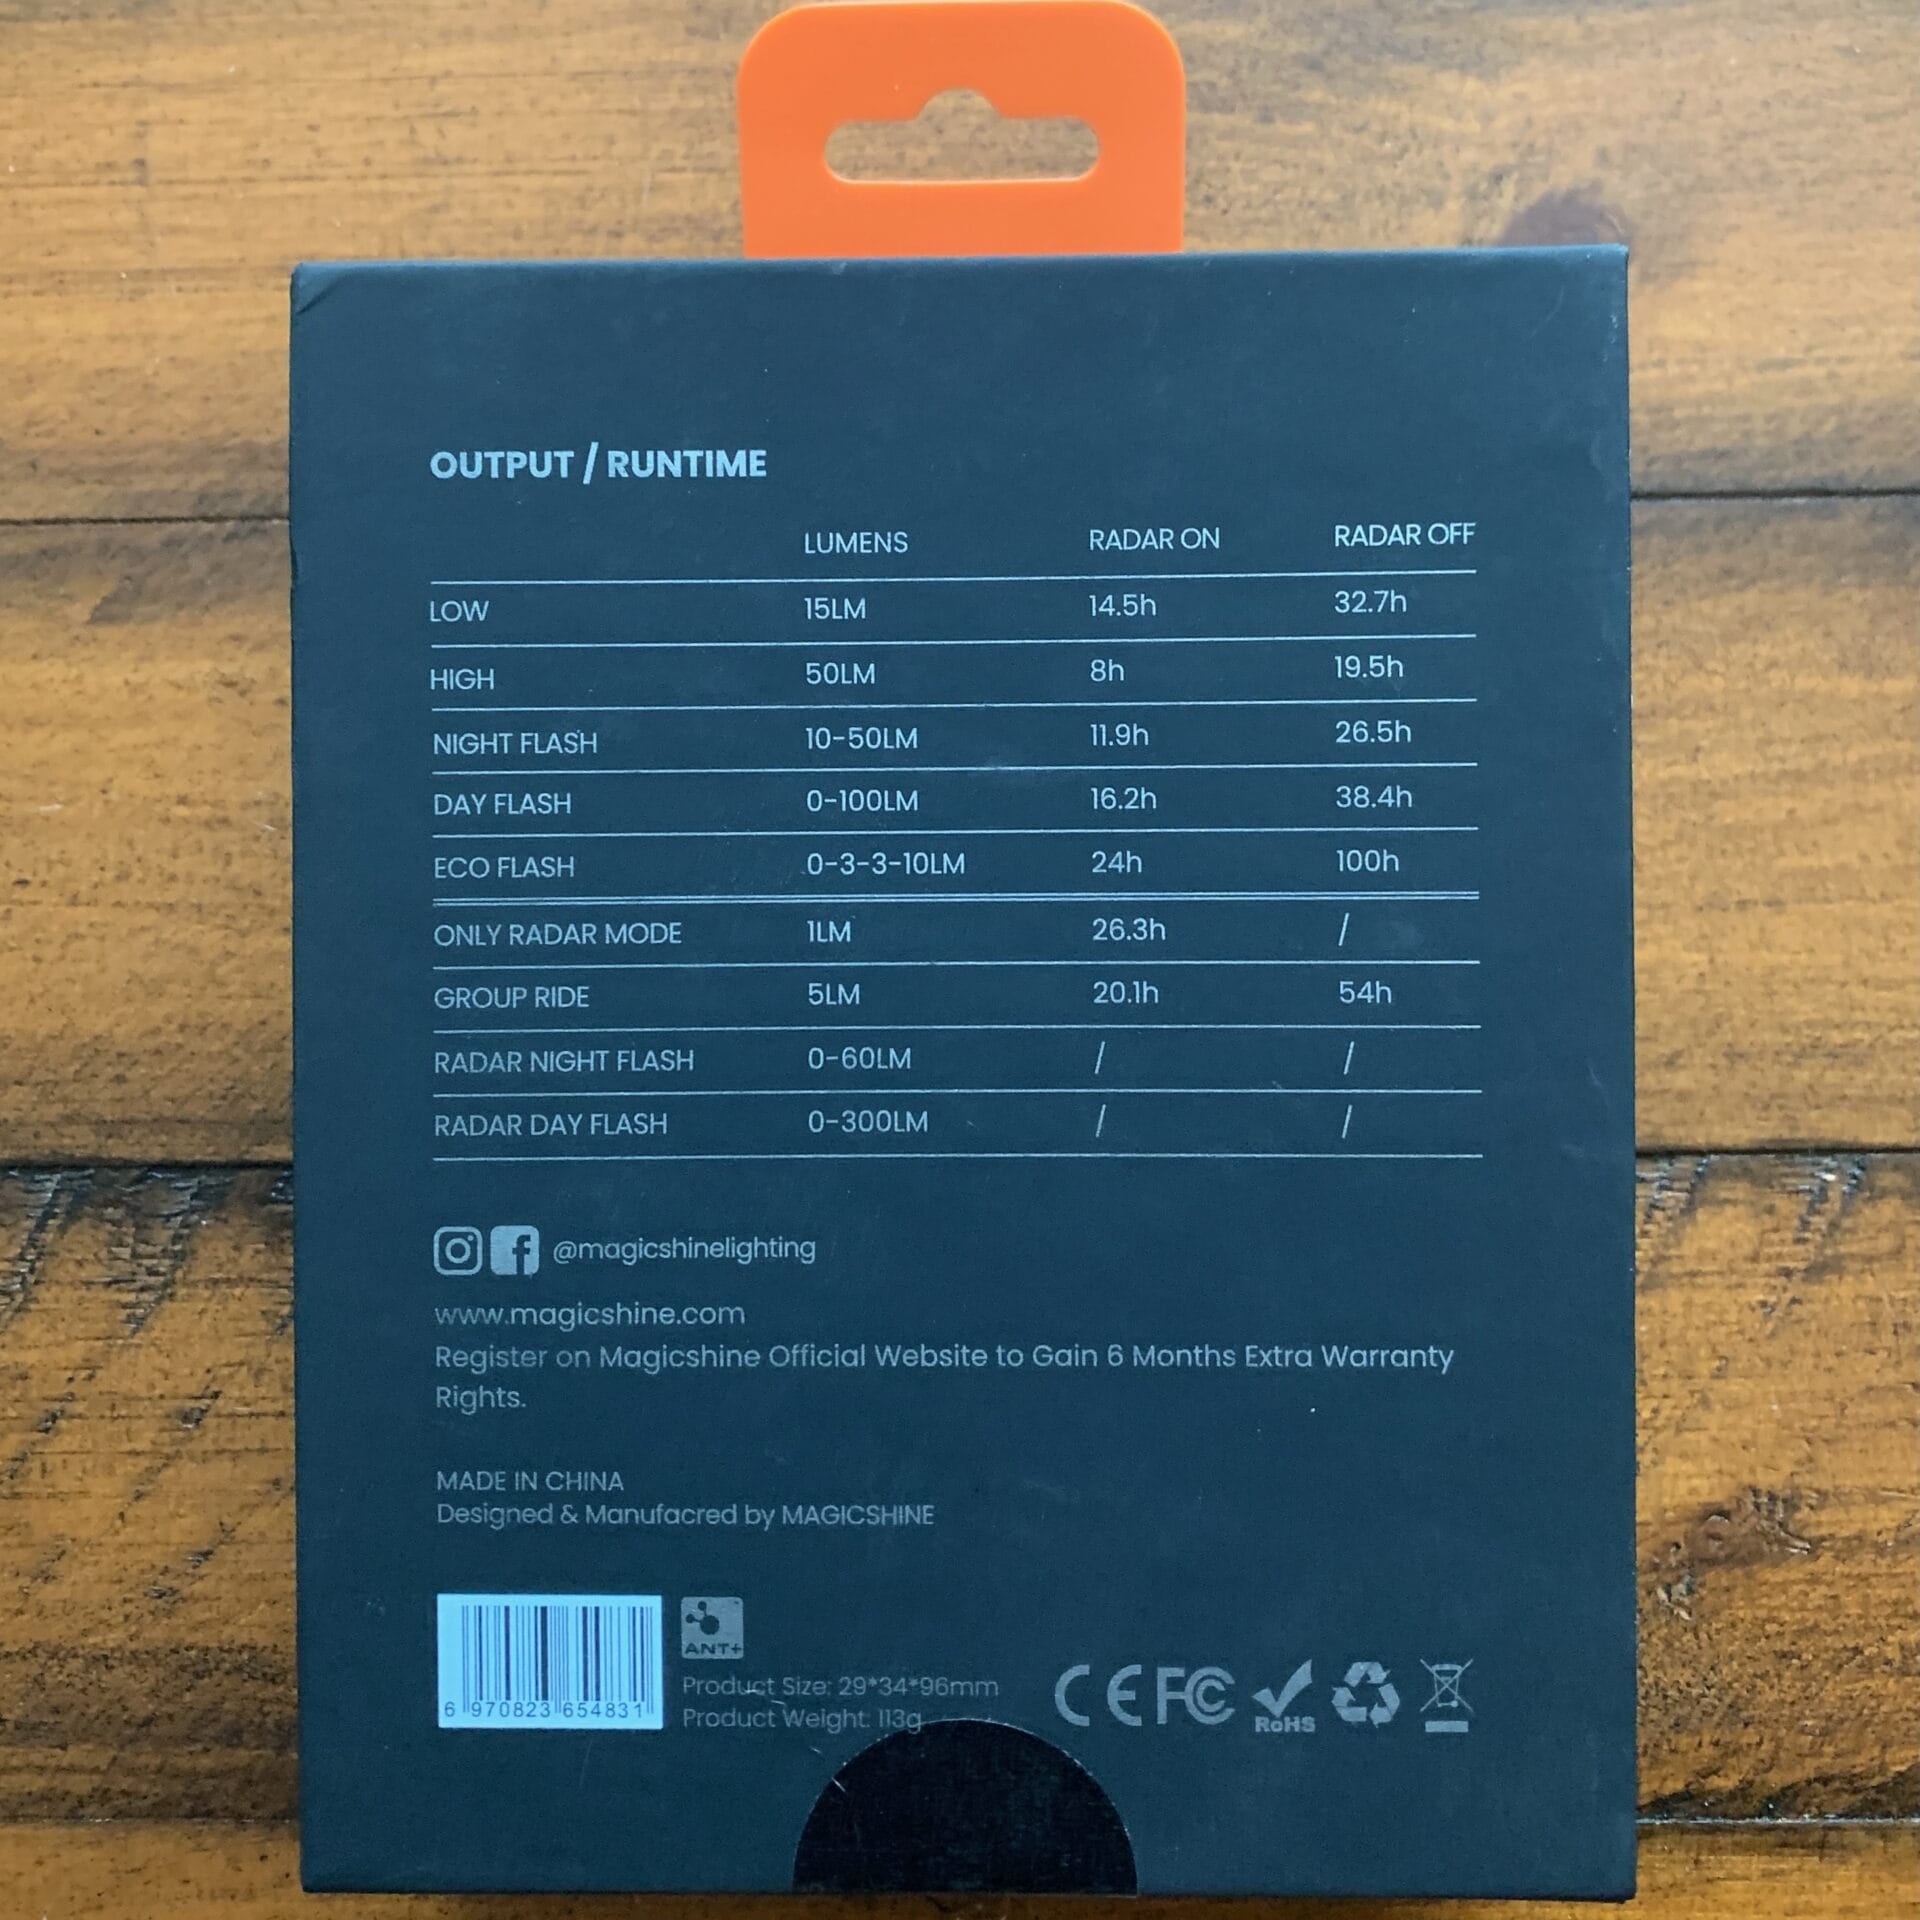 OUTPUT / RUNTIME
LUMENS RADAR ON RADAR OFF
LOW 15LM 14.5h 32.7h
HIGH 50LM 8h 19.5h
NIGHT FLASH 10-50LM 11.9h 26.5h
DAY FLASH 0-100LM 16.2h 38.4h
ECO FLASH 0-3-3-10LM 24h 100h
ONLY RADAR MODE 1LM 26.3h /
GROUP RIDE 5LM 20.1h 54h
RADAR NIGHT FLASH 0-60LM / /
RADAR DAY FLASH 0-300LM / /
@magicshinelighting
www.magicshine.com
Register on Magicshine Official Website to Gain 6 Months Extra Warranty
Rights.
MADE IN CHINA
Designed & Manufacred by MAGICSHINE
ANT+
Product Size: 29*34*96mm
Product Weight: 113g
6 970823 654831
CE FC RoHS